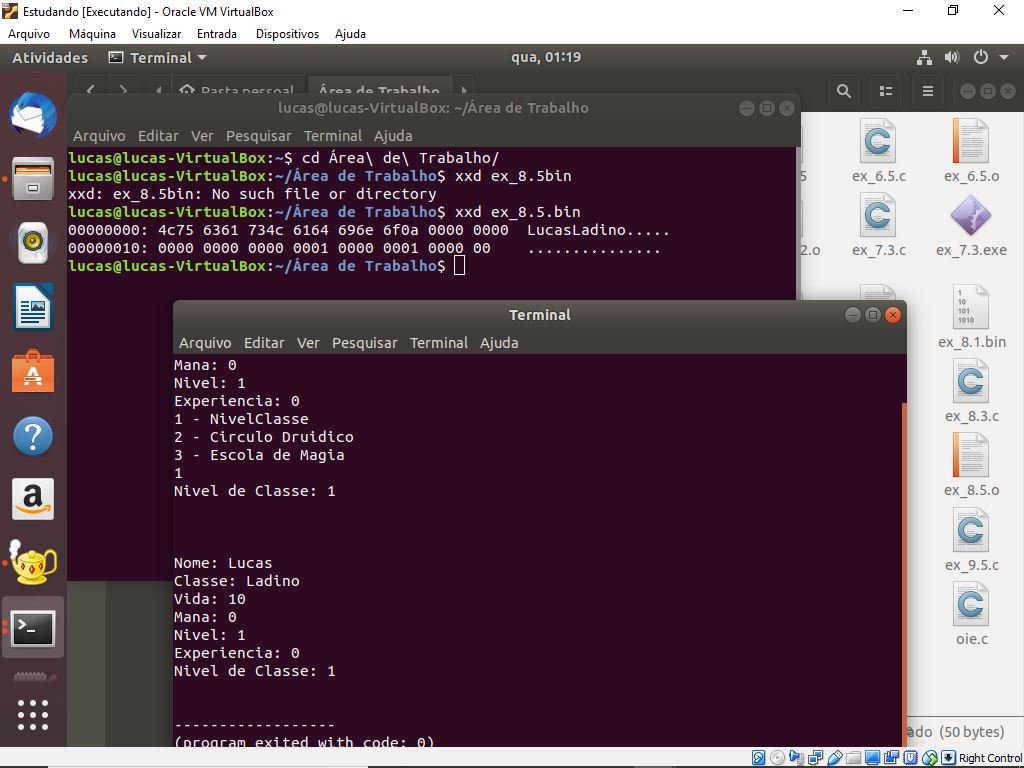 Estudando [Executando] - Oracle VM VirtualBox
Arquivo Máquina Visualizar Entrada Dispositivos Ajuda
Atividades Terminal qua, 01:19
Pasta pessoal Área de Trabalho
lucas@lucas-VirtualBox: ~/Área de Trabalho
Arquivo Editar Ver Pesquisar Terminal Ajuda
lucas@lucas-VirtualBox:~$ cd Área\ de\ Trabalho/
lucas@lucas-VirtualBox:~/Área de Trabalho$ xxd ex_8.5bin
xxd: ex_8.5bin: No such file or directory
lucas@lucas-VirtualBox:~/Área de Trabalho$ xxd ex_8.5.bin
00000000: 4c75 6361 734c 6164 696e 6f0a 0000 0000  LucasLadino.....
00000010: 0000 0000 0000 0001 0000 0001 0000 00    ...............
lucas@lucas-VirtualBox:~/Área de Trabalho$
5 ex_6.5.c ex_6.5.o
2.o ex_7.3.c ex_7.3.exe
1
10
101
1010
ex_8.1.bin
ex_8.3.c
ex_8.5.o
ex_9.5.c
oie.c
ado (50 bytes)
Terminal
Arquivo Editar Ver Pesquisar Terminal Ajuda
Mana: 0
Nivel: 1
Experiencia: 0
1 - NivelClasse
2 - Circulo Druidico
3 - Escola de Magia
1
Nivel de Classe: 1
Nome: Lucas
Classe: Ladino
Vida: 10
Mana: 0
Nivel: 1
Experiencia: 0
Nivel de Classe: 1
------------------
(program exited with code: 0)
Right Control